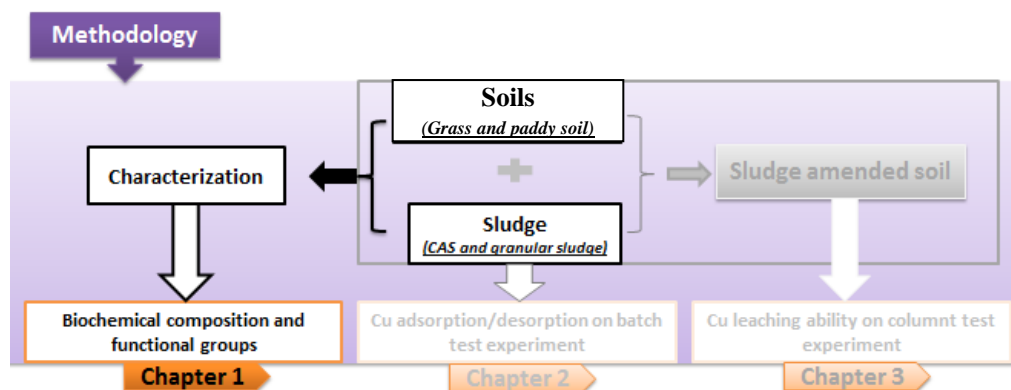 Methodology
Soils
(Grass and paddy soil)
Characterization
Sludge amended soil
Sludge
(CAS and granular sludge)
Biochemical composition and
functional groups
Cu adsorption/desorption on batch
test experiment
Cu leaching ability on columnt test
experiment
Chapter 1
Chapter 2
Chapter 3